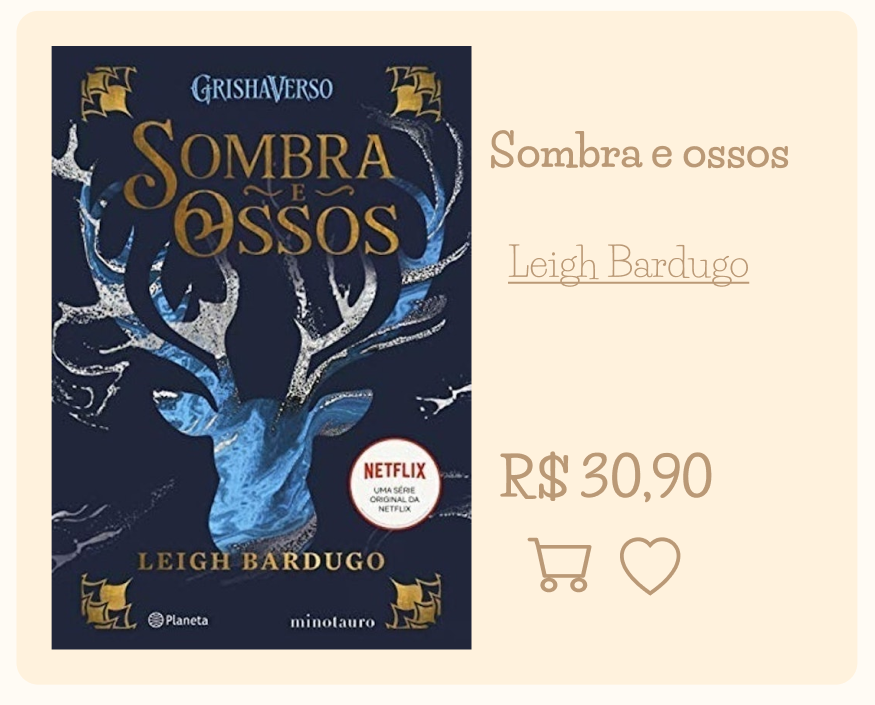 GRISHAVERSO
SOMBRA
E
OSSOS
NETFLIX
UMA SÉRIE
ORIGINAL DA
NETFLIX
LEIGH BARDUGO
Planeta
minotauro
Sombra e ossos
Leigh Bardugo
R$ 30,90